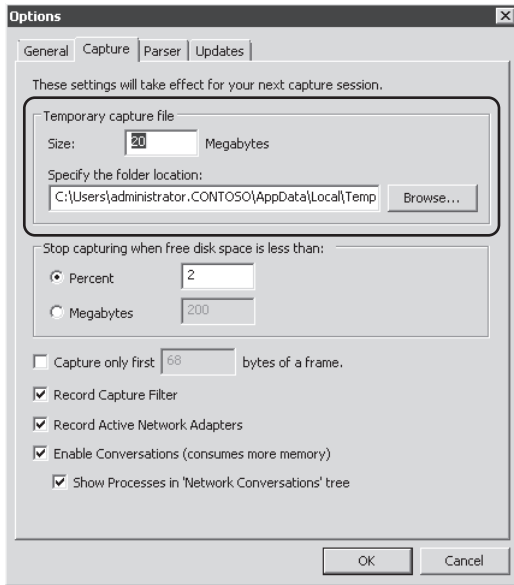 Options
General Capture Parser Updates
These settings will take effect for your next capture session.
Temporary capture file
Size: 20 Megabytes
Specify the folder location:
C:\Users\administrator.CONTOSO\AppData\Local\Temp Browse...
Stop capturing when free disk space is less than:
Percent 2
Megabytes 200
Capture only first 68 bytes of a frame.
Record Capture Filter
Record Active Network Adapters
Enable Conversations (consumes more memory)
Show Processes in 'Network Conversations' tree
OK Cancel